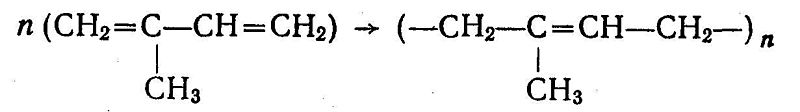 n (CH₂=C—CH=CH₂) → (—CH₂—C=CH—CH₂—)ₙ
CH₃ CH₃